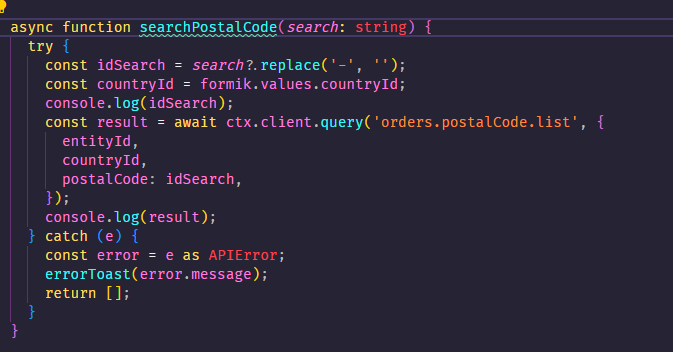 async function searchPostalCode(search: string) {
try {
const idSearch = search?.replace('-', '');
const countryId = formik.values.countryId;
console.log(idSearch);
const result = await ctx.client.query('orders.postalCode.list', {
entityId,
countryId,
postalCode: idSearch,
});
console.log(result);
} catch (e) {
const error = e as APIError;
errorToast(error.message);
return [];
}
}